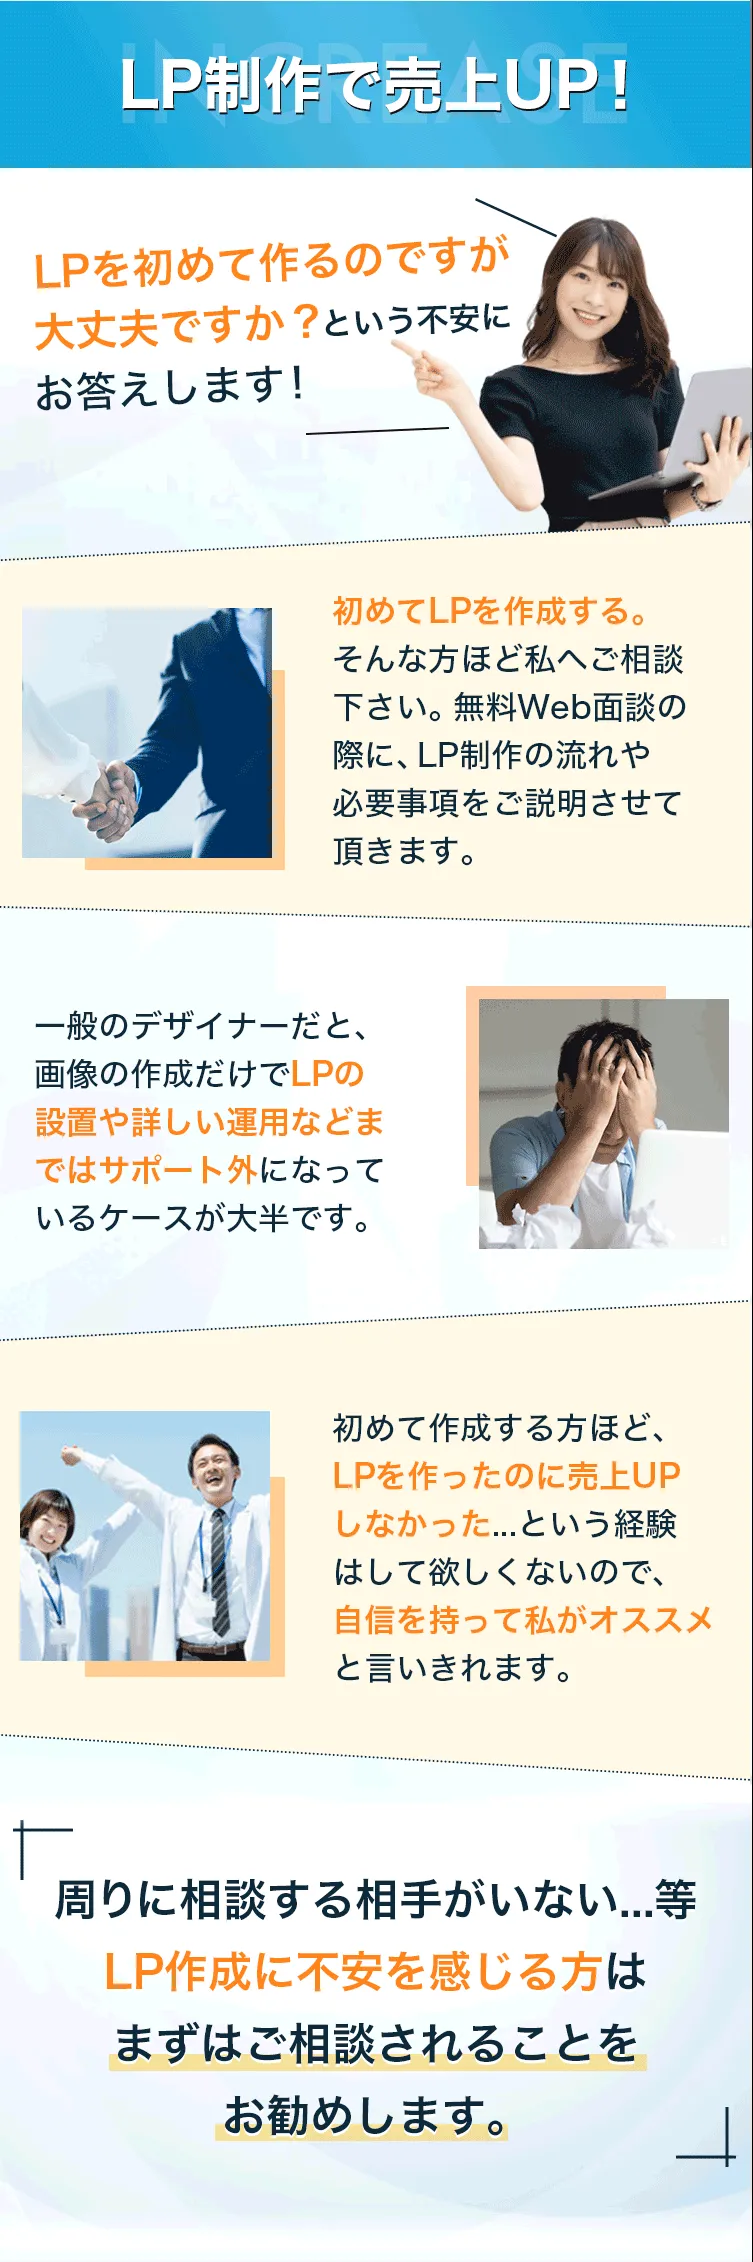 INCREASE
LP制作で売上UP！
LPを初めて作るのですが
大丈夫ですか？という不安に
お答えします！
初めてLPを作成する。
そんな方ほど私へご相談
下さい。無料Web面談の
際に、LP制作の流れや
必要事項をご説明させて
頂きます。
一般のデザイナーだと、
画像の作成だけでLPの
設置や詳しい運用などま
ではサポート外になって
いるケースが大半です。
初めて作成する方ほど、
LPを作ったのに売上UP
しなかった...という経験
はして欲しくないので、
自信を持って私がオススメ
と言いきれます。
周りに相談する相手がいない...等
LP作成に不安を感じる方は
まずはご相談されることを
お勧めします。